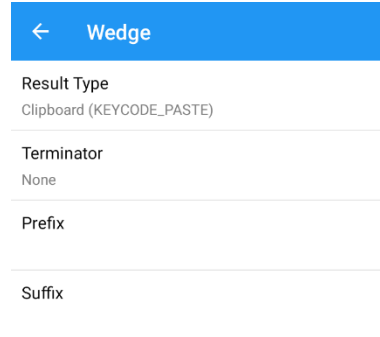 Wedge
Result Type
Clipboard (KEYCODE_PASTE)
Terminator
None
Prefix
Suffix